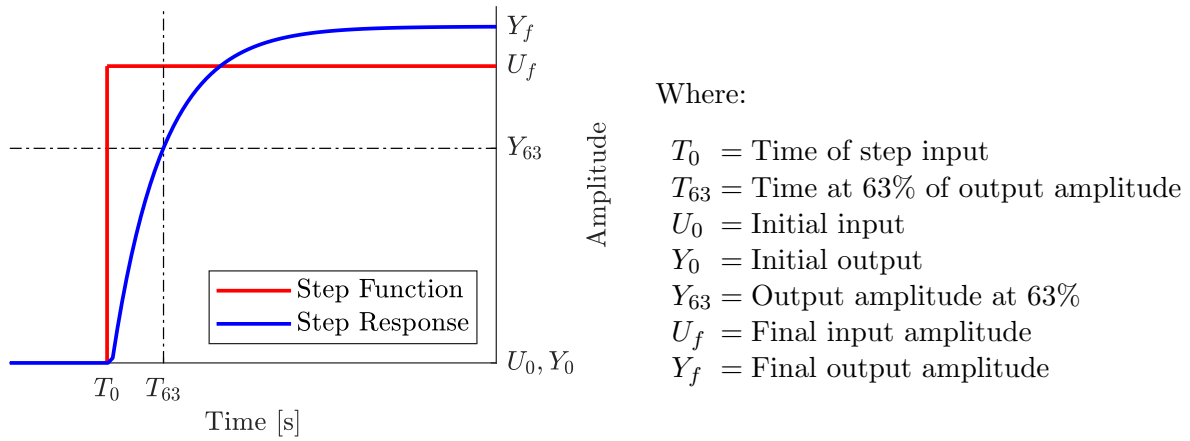 Y_f
U_f
Y_63
Amplitude
Step Function
Step Response
U_0, Y_0
T_0 T_63
Time [s]
Where:
T_0 = Time of step input
T_63 = Time at 63% of output amplitude
U_0 = Initial input
Y_0 = Initial output
Y_63 = Output amplitude at 63%
U_f = Final input amplitude
Y_f = Final output amplitude